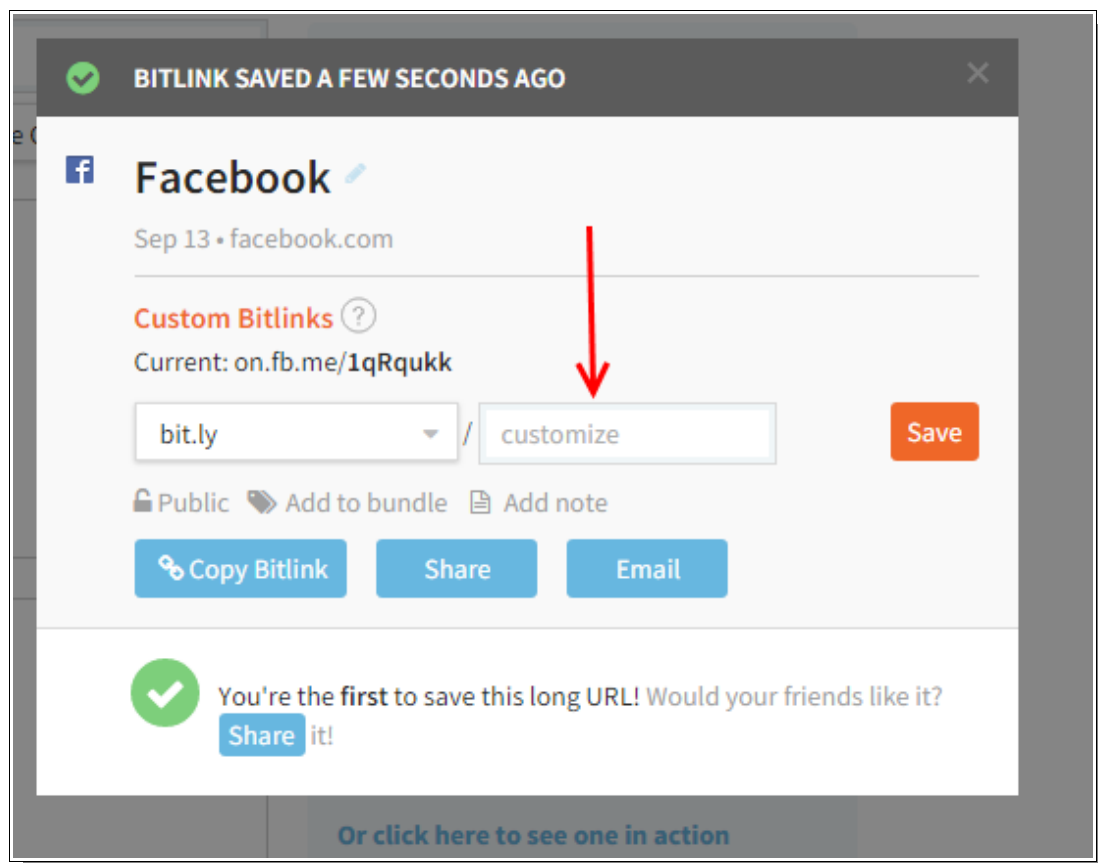 BITLINK SAVED A FEW SECONDS AGO ×
e
f
Facebook
Sep 13 • facebook.com
Custom Bitlinks ?
Current: on.fb.me/1qRqukk
bit.ly / customize Save
Public Add to bundle Add note
Copy Bitlink Share Email
You're the first to save this long URL! Would your friends like it?
Share it!
Or click here to see one in action